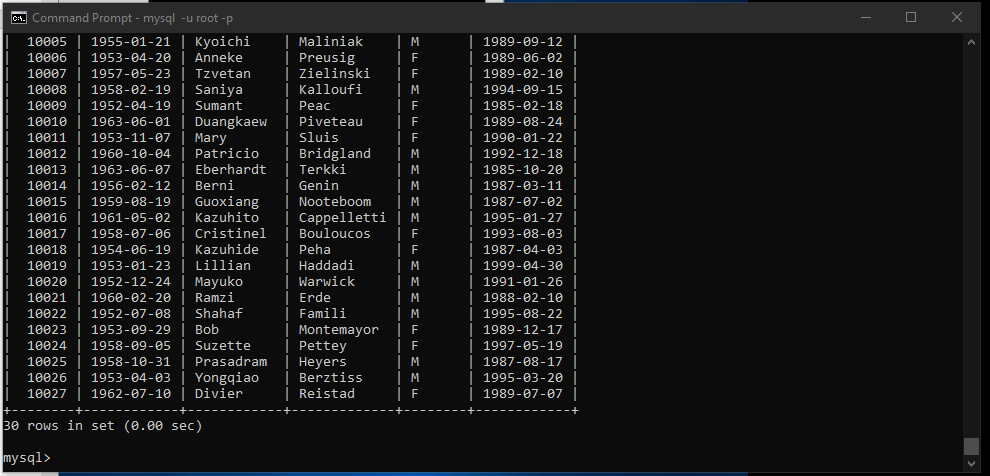 Command Prompt - mysql  -u root -p
|  10005 | 1955-01-21 | Kyoichi    | Maliniak    | M      | 1989-09-12 |
|  10006 | 1953-04-20 | Anneke     | Preusig     | F      | 1989-06-02 |
|  10007 | 1957-05-23 | Tzvetan    | Zielinski   | F      | 1989-02-10 |
|  10008 | 1958-02-19 | Saniya     | Kalloufi    | M      | 1994-09-15 |
|  10009 | 1952-04-19 | Sumant     | Peac        | F      | 1985-02-18 |
|  10010 | 1963-06-01 | Duangkaew  | Piveteau    | F      | 1989-08-24 |
|  10011 | 1953-11-07 | Mary       | Sluis       | F      | 1990-01-22 |
|  10012 | 1960-10-04 | Patricio   | Bridgland   | M      | 1992-12-18 |
|  10013 | 1963-06-07 | Eberhardt  | Terkki      | M      | 1985-10-20 |
|  10014 | 1956-02-12 | Berni      | Genin       | M      | 1987-03-11 |
|  10015 | 1959-08-19 | Guoxiang   | Nooteboom   | M      | 1987-07-02 |
|  10016 | 1961-05-02 | Kazuhito   | Cappelletti | M      | 1995-01-27 |
|  10017 | 1958-07-06 | Cristinel  | Bouloucos   | F      | 1993-08-03 |
|  10018 | 1954-06-19 | Kazuhide   | Peha        | F      | 1987-04-03 |
|  10019 | 1953-01-23 | Lillian    | Haddadi     | M      | 1999-04-30 |
|  10020 | 1952-12-24 | Mayuko     | Warwick     | M      | 1991-01-26 |
|  10021 | 1960-02-20 | Ramzi      | Erde        | M      | 1988-02-10 |
|  10022 | 1952-07-08 | Shahaf     | Famili      | M      | 1995-08-22 |
|  10023 | 1953-09-29 | Bob        | Montemayor  | F      | 1989-12-17 |
|  10024 | 1958-09-05 | Suzette    | Pettey      | F      | 1997-05-19 |
|  10025 | 1958-10-31 | Prasadram  | Heyers      | M      | 1987-08-17 |
|  10026 | 1953-04-03 | Yongqiao   | Berztiss    | M      | 1995-03-20 |
|  10027 | 1962-07-10 | Divier     | Reistad     | F      | 1989-07-07 |
+--------+------------+------------+-------------+--------+------------+
30 rows in set (0.00 sec)
mysql>